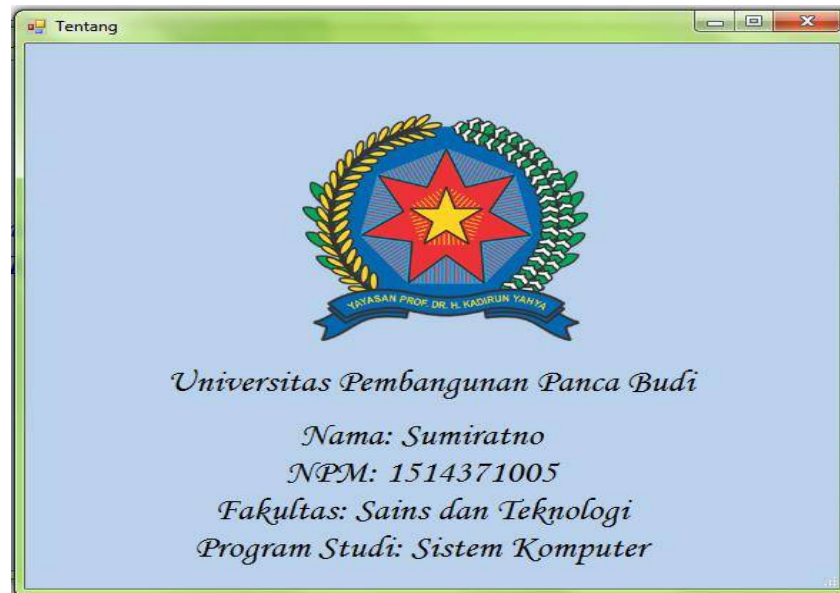 Tentang
YAYASAN PROF. DR. H. KADIRUN YAHYA
Universitas Pembangunan Panca Budi
Nama: Sumiratno
NPM: 1514371005
Fakultas: Sains dan Teknologi
Program Studi: Sistem Komputer